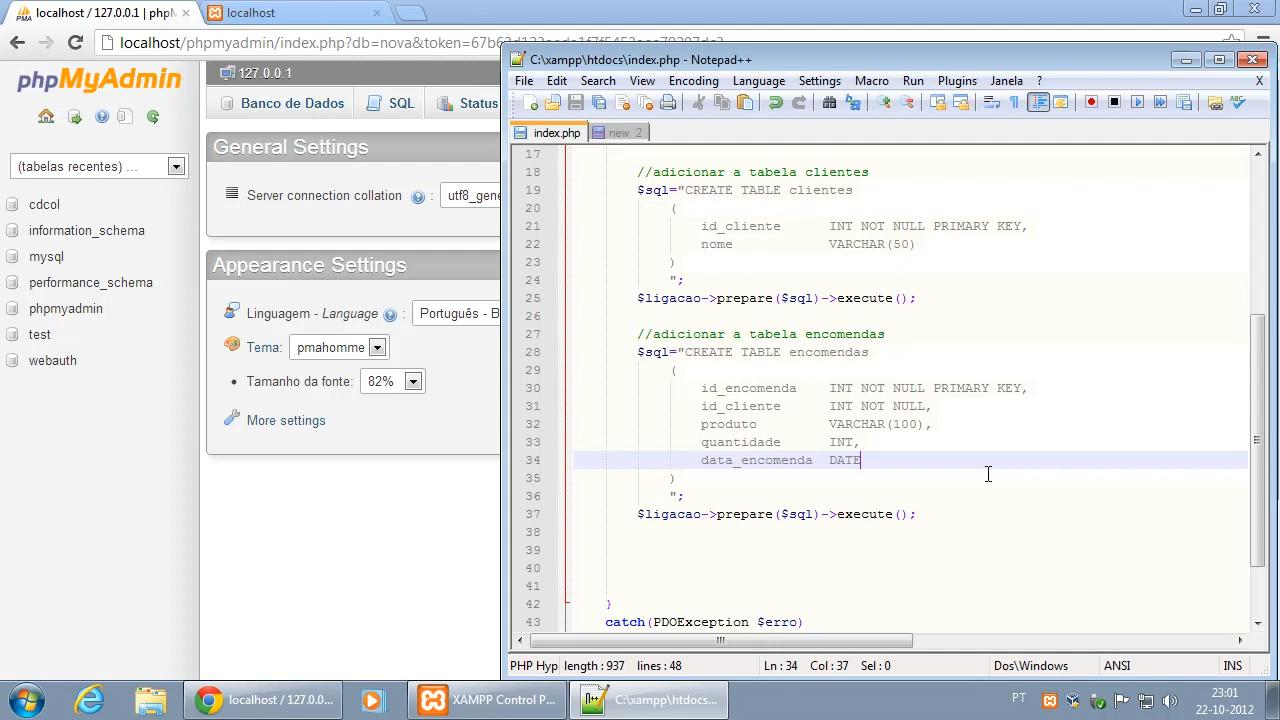 localhost / 127.0.0.1 | phpM
localhost
localhost/phpmyadmin/index.php?db=nova&token=67b63d
phpMyAdmin
(tabelas recentes) ...
cdcol
information_schema
mysql
performance_schema
phpmyadmin
test
webauth
127.0.0.1
Banco de Dados
SQL
Status
General Settings
Server connection collation
utf8_gene
Appearance Settings
Linguagem - Language
:
Português - B
Tema:
pmahomme
Tamanho da fonte:
82%
More settings
C:\xampp\htdocs\index.php - Notepad++
File Edit Search View Encoding Language Settings Macro Run Plugins Janela ? X
index.php
new 2
17
18 //adicionar a tabela clientes
19 $sql="CREATE TABLE clientes
20 (
21 id_cliente INT NOT NULL PRIMARY KEY,
22 nome VARCHAR(50)
23 )
24 ";
25 $ligacao->prepare($sql)->execute();
26
27 //adicionar a tabela encomendas
28 $sql="CREATE TABLE encomendas
29 (
30 id_encomenda INT NOT NULL PRIMARY KEY,
31 id_cliente INT NOT NULL,
32 produto VARCHAR(100),
33 quantidade INT,
34 data_encomenda DATE
35 )
36 ";
37 $ligacao->prepare($sql)->execute();
38
39
40
41
42 }
43 catch(PDOException $erro)
PHP Hyp length : 937 lines : 48 Ln : 34 Col : 37 Sel : 0 Dos\Windows ANSI INS
localhost / 127.0.0...
XAMPP Control P...
C:\xampp\htdocs...
PT
23:01
22-10-2012